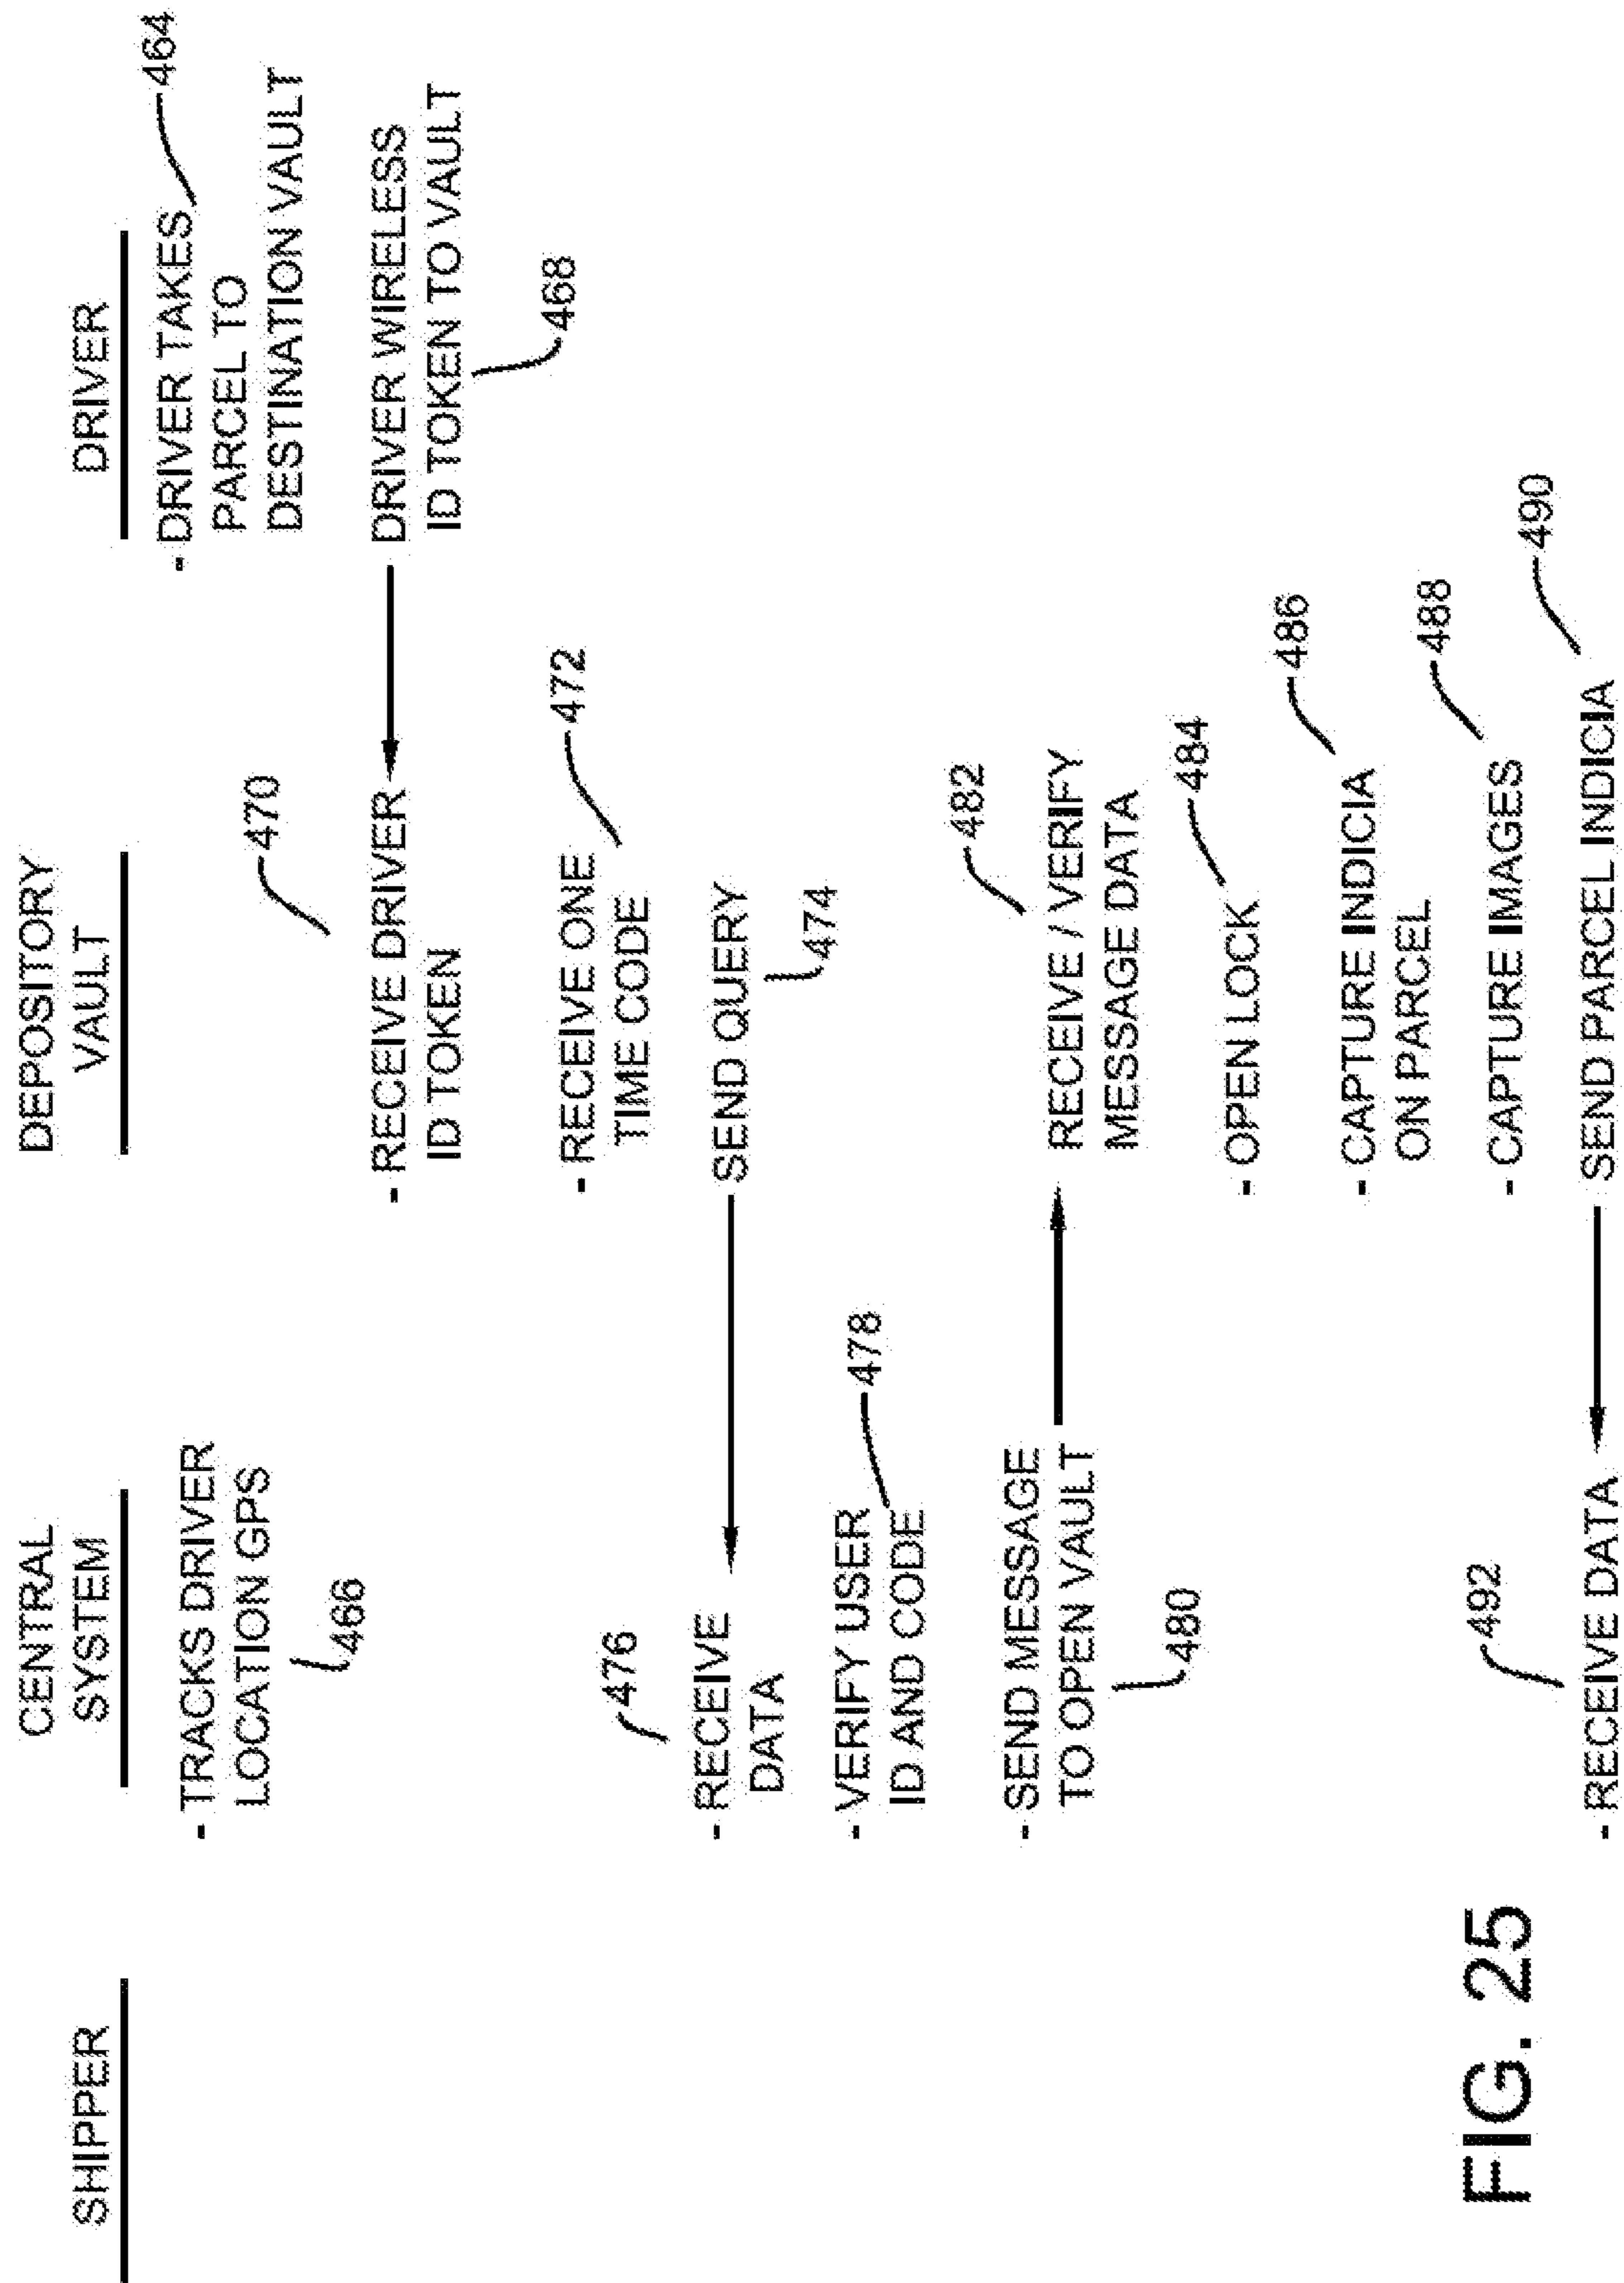 SHIPPER
CENTRAL
SYSTEM
DEPOSITORY
VAULT
DRIVER
- TRACKS DRIVER
LOCATION GPS
466
- DRIVER TAKES
PARCEL TO
DESTINATION VAULT
464
470
- RECEIVE DRIVER
ID TOKEN
DRIVER WIRELESS
ID TOKEN TO VAULT
468
- RECEIVE ONE
TIME CODE
472
476
- RECEIVE
DATA
SEND QUERY
474
- VERIFY USER
ID AND CODE
478
- SEND MESSAGE
TO OPEN VAULT
480
RECEIVE / VERIFY
MESSAGE DATA
482
- OPEN LOCK
484
- CAPTURE INDICIA
ON PARCEL
486
- CAPTURE IMAGES
488
492
- RECEIVE DATA
SEND PARCEL INDICIA
490
FIG. 25